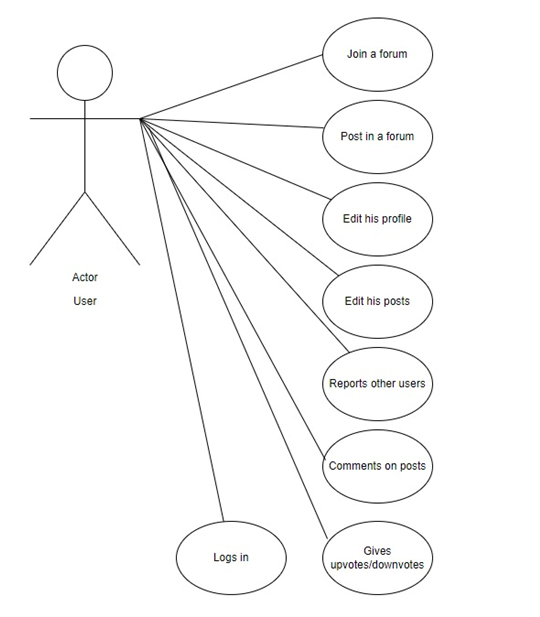 Join a forum
Post in a forum
Edit his profile
Actor
User
Edit his posts
Reports other users
Comments on posts
Logs in
Gives
upvotes/downvotes